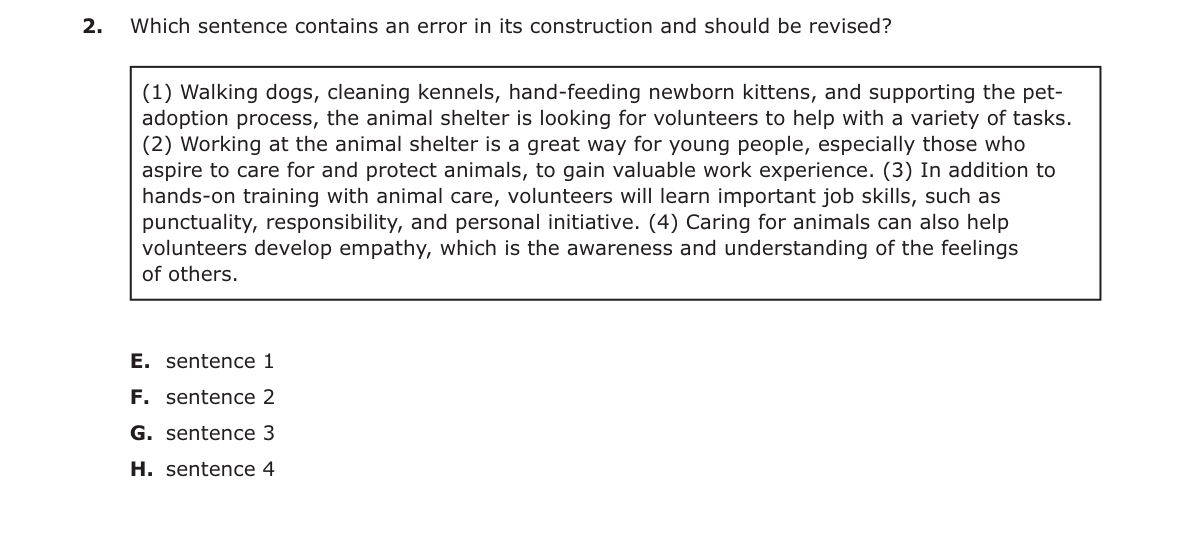 2. Which sentence contains an error in its construction and should be revised?
(1) Walking dogs, cleaning kennels, hand-feeding newborn kittens, and supporting the pet-
adoption process, the animal shelter is looking for volunteers to help with a variety of tasks.
(2) Working at the animal shelter is a great way for young people, especially those who
aspire to care for and protect animals, to gain valuable work experience. (3) In addition to
hands-on training with animal care, volunteers will learn important job skills, such as
punctuality, responsibility, and personal initiative. (4) Caring for animals can also help
volunteers develop empathy, which is the awareness and understanding of the feelings
of others.
E. sentence 1
F. sentence 2
G. sentence 3
H. sentence 4